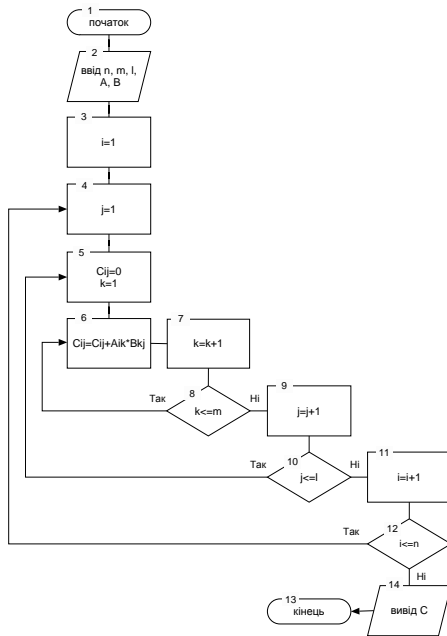 1
початок
2
ввід n, m, l,
A, B
3
i=1
4
j=1
5
Cij=0
k=1
6
Cij=Cij+Aik*Bkj
7
k=k+1
8
k<=m
Так
Ні
9
j=j+1
10
j<=l
Так
Ні
11
i=i+1
12
i<=n
Так
Ні
14
вивід C
13
кінець